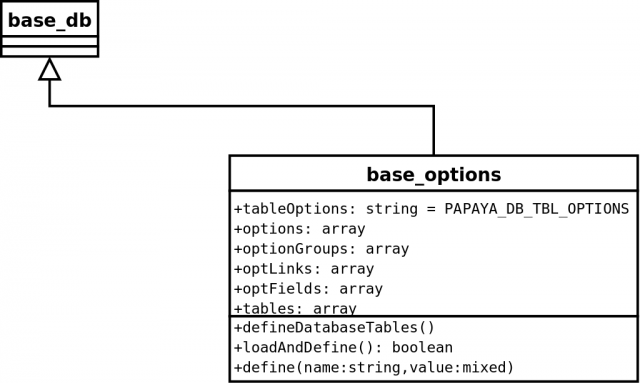 base_db
base_options
+tableOptions: string = PAPAYA_DB_TBL_OPTIONS
+options: array
+optionGroups: array
+optLinks: array
+optFields: array
+tables: array
+defineDatabaseTables()
+loadAndDefine(): boolean
+define(name:string,value:mixed)